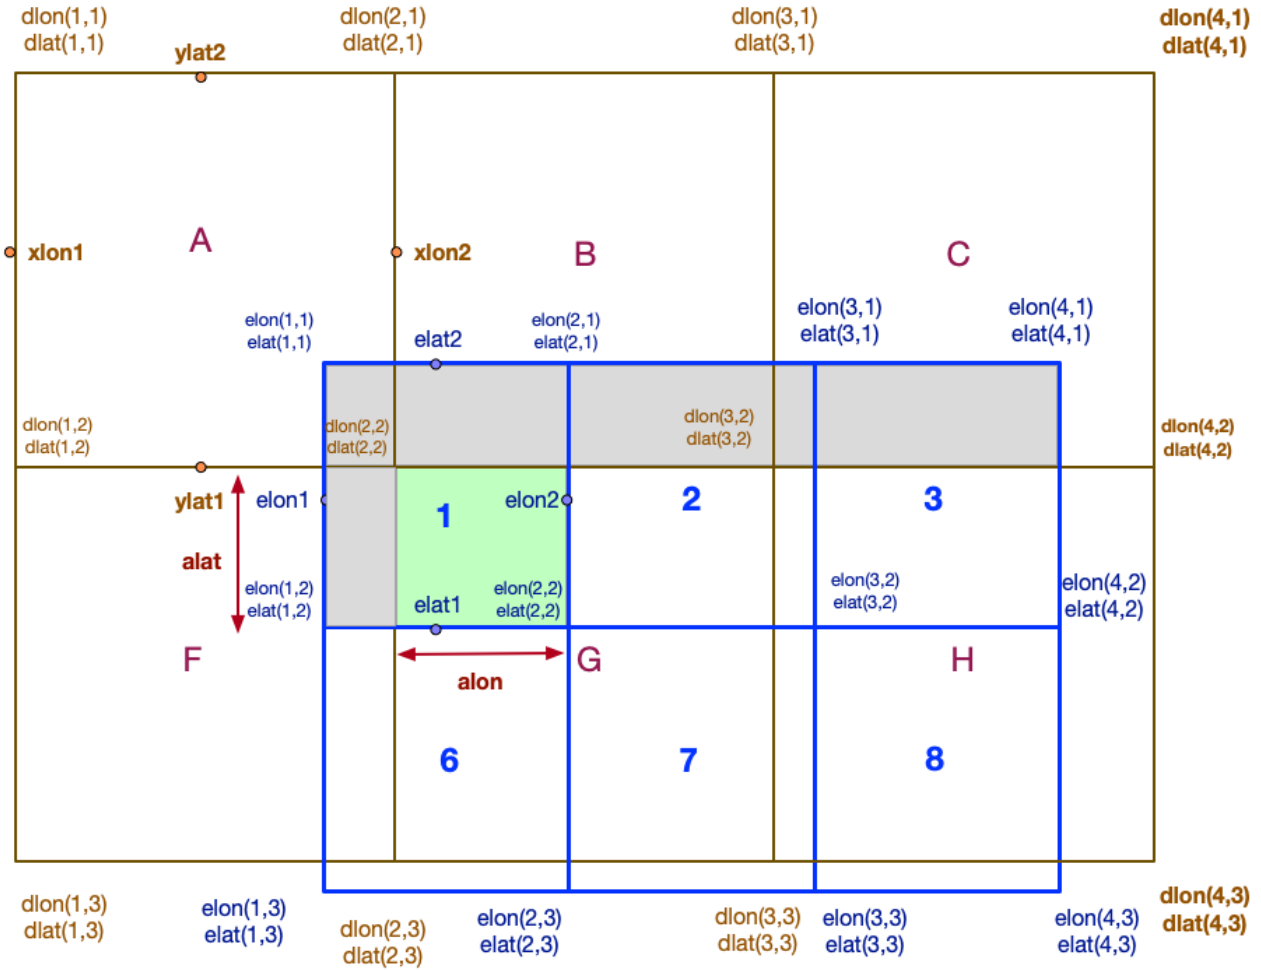 dlon(1,1)
dlat(1,1)
dlon(2,1)
dlat(2,1)
dlon(3,1)
dlat(3,1)
dlon(4,1)
dlat(4,1)
ylat2
A
xlon1
xlon2
B
C
elon(1,1)
elat(1,1)
elat2
elon(2,1)
elat(2,1)
elon(3,1)
elat(3,1)
elon(4,1)
elat(4,1)
dlon(1,2)
dlat(1,2)
dlon(2,2)
dlat(2,2)
dlon(3,2)
dlat(3,2)
dlon(4,2)
dlat(4,2)
ylat1
elon1
1
elon2
2
3
alat
elon(1,2)
elat(1,2)
elat1
elon(2,2)
elat(2,2)
elon(3,2)
elat(3,2)
elon(4,2)
elat(4,2)
F
alon
G
H
6
7
8
dlon(1,3)
dlat(1,3)
elon(1,3)
elat(1,3)
dlon(2,3)
dlat(2,3)
elon(2,3)
elat(2,3)
dlon(3,3)
dlat(3,3)
elon(3,3)
elat(3,3)
elon(4,3)
elat(4,3)
dlon(4,3)
dlat(4,3)